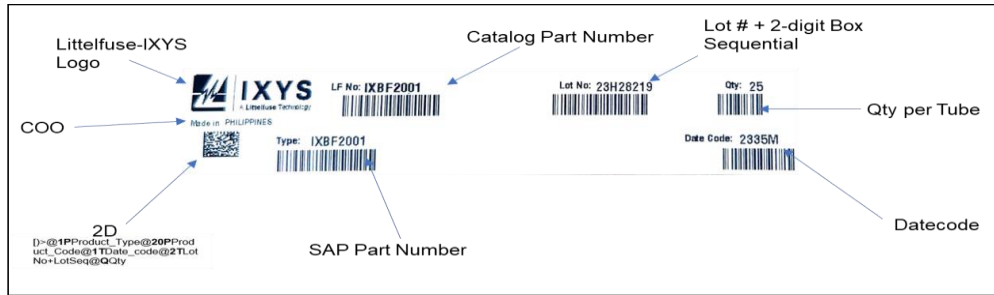 Littelfuse-IXYS
Logo
Catalog Part Number
Lot # + 2-digit Box
Sequential
IXYS
A Littelfuse Technology
LF No: IXBF2001
Lot No: 23H28219
Qty: 25
Qty per Tube
COO
Made in PHILIPPINES
Type: IXBF2001
Date Code: 2335M
2D
[)>@1PProduct_Type@20PProd
uct_Code@1TDate_code@2TLot
No+LotSeq@QQty
SAP Part Number
Datecode